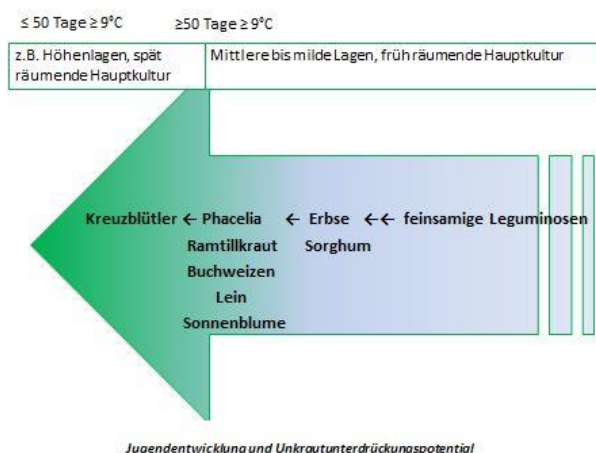 ≤ 50 Tage ≥ 9°C ≥50 Tage ≥ 9°C
z.B. Höhenlagen, spät räumende Hauptkultur
Mittlere bis milde Lagen, früh räumende Hauptkultur
Kreuzblütler ← Phacelia ← Erbse ←← feinsamige Leguminosen
Ramtillkraut Sorghum
Buchweizen
Lein
Sonnenblume
Jugendentwicklung und Unkrautunterdrückungspotential